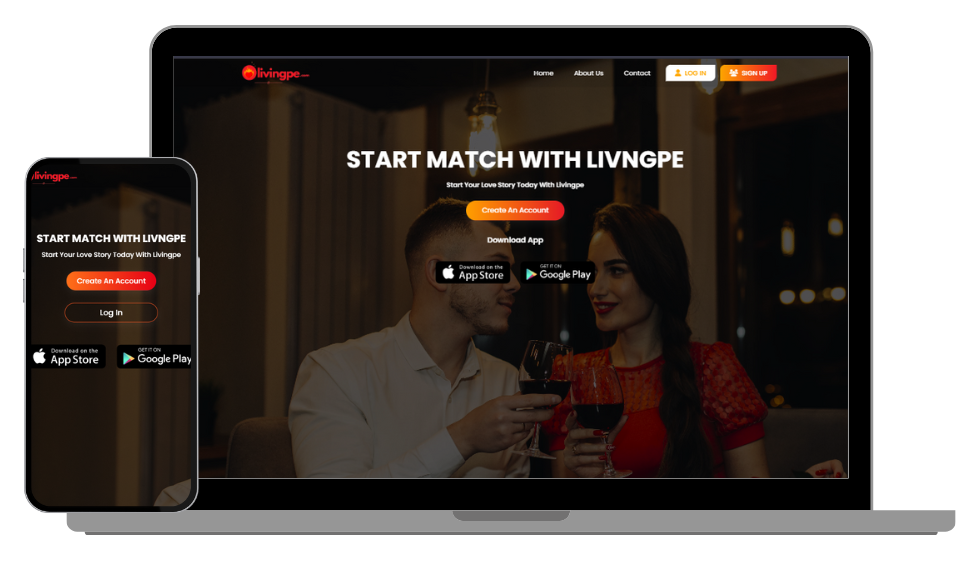 livingpe
Home
About Us
Contact
LOG IN
SIGN UP
START MATCH WITH LIVNGPE
Start Your Love Story Today With Livingpe
Create An Account
Download App
Download on the
App Store
GET IT ON
Google Play
livingpe
START MATCH WITH LIVNGPE
Start Your Love Story Today With Livingpe
Create An Account
Log In
Download on the
App Store
GET IT ON
Google Play